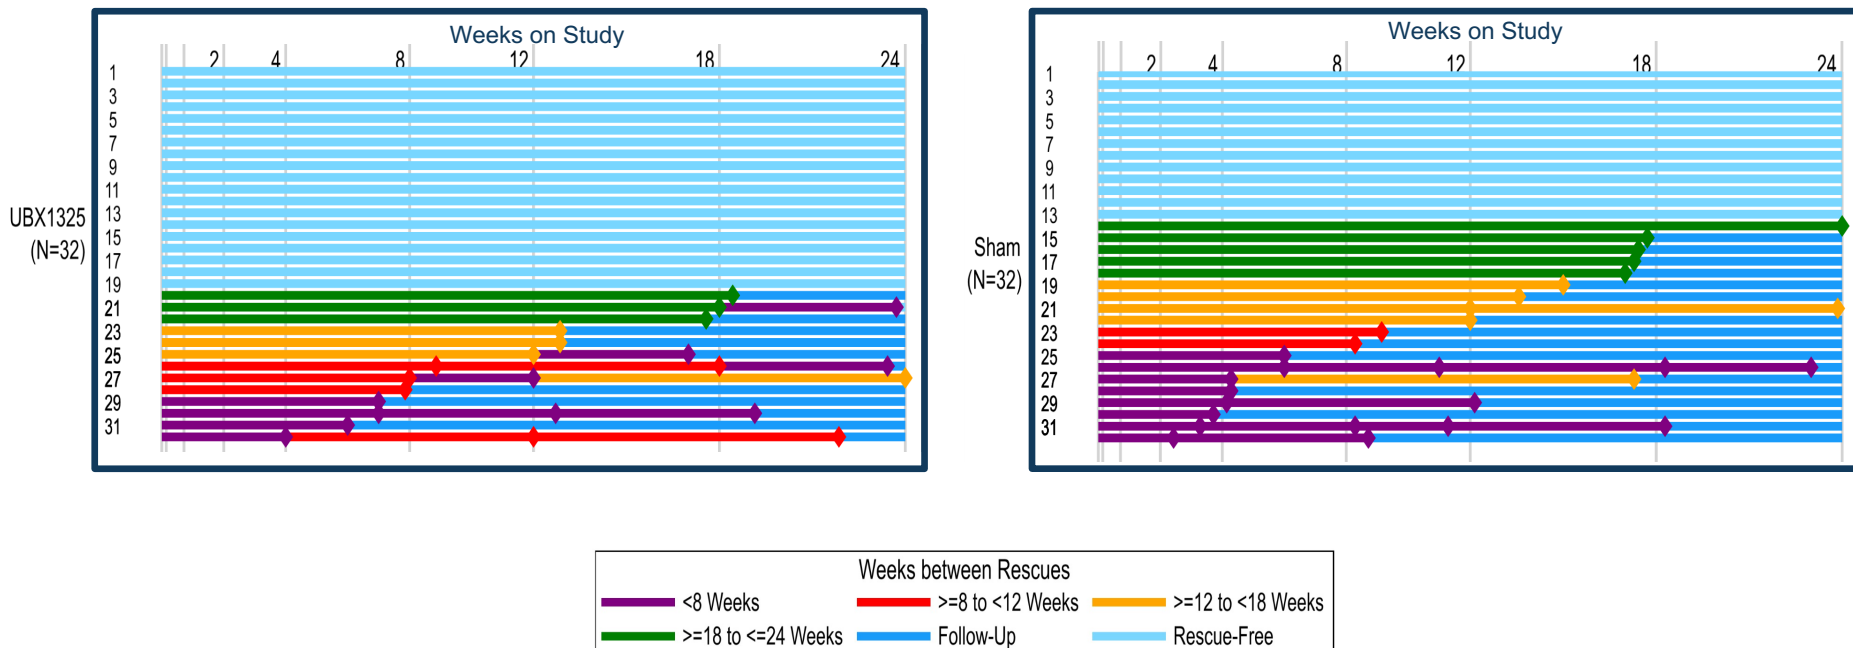 Weeks on Study
2 4 8 12 18 24
1
3
5
7
9
11
13
15
17
19
21
23
25
27
29
31
UBX1325
(N=32)
Weeks on Study
2 4 8 12 18 24
1
3
5
7
9
11
13
15
17
19
21
23
25
27
29
31
Sham
(N=32)
Weeks between Rescues
<8 Weeks >=8 to <12 Weeks >=12 to <18 Weeks
>=18 to <=24 Weeks Follow-Up Rescue-Free